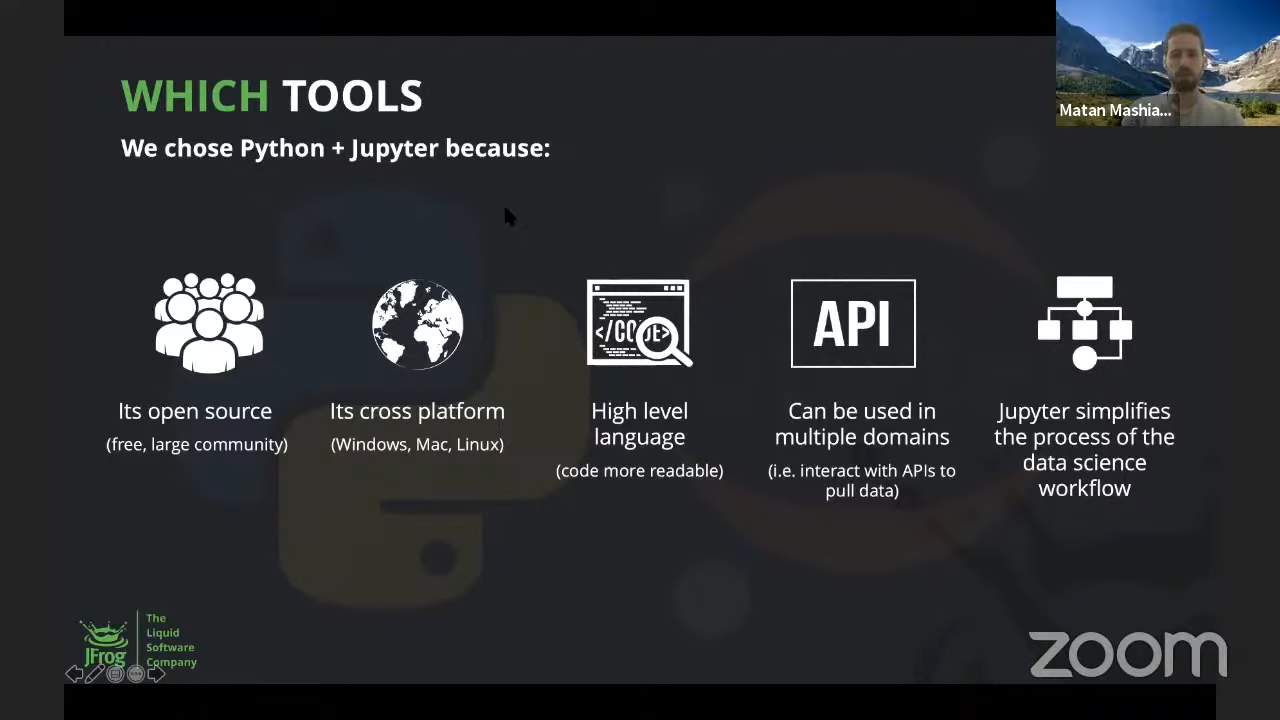 WHICH TOOLS
We chose Python + Jupyter because:
Matan Mashia...
</CODE>
API
Its open source
(free, large community)
Its cross platform
(Windows, Mac, Linux)
High level
language
(code more readable)
Can be used in
multiple domains
(i.e. interact with APIs to
pull data)
Jupyter simplifies
the process of the
data science
workflow
JFrog
The
Liquid
Software
Company
zoom